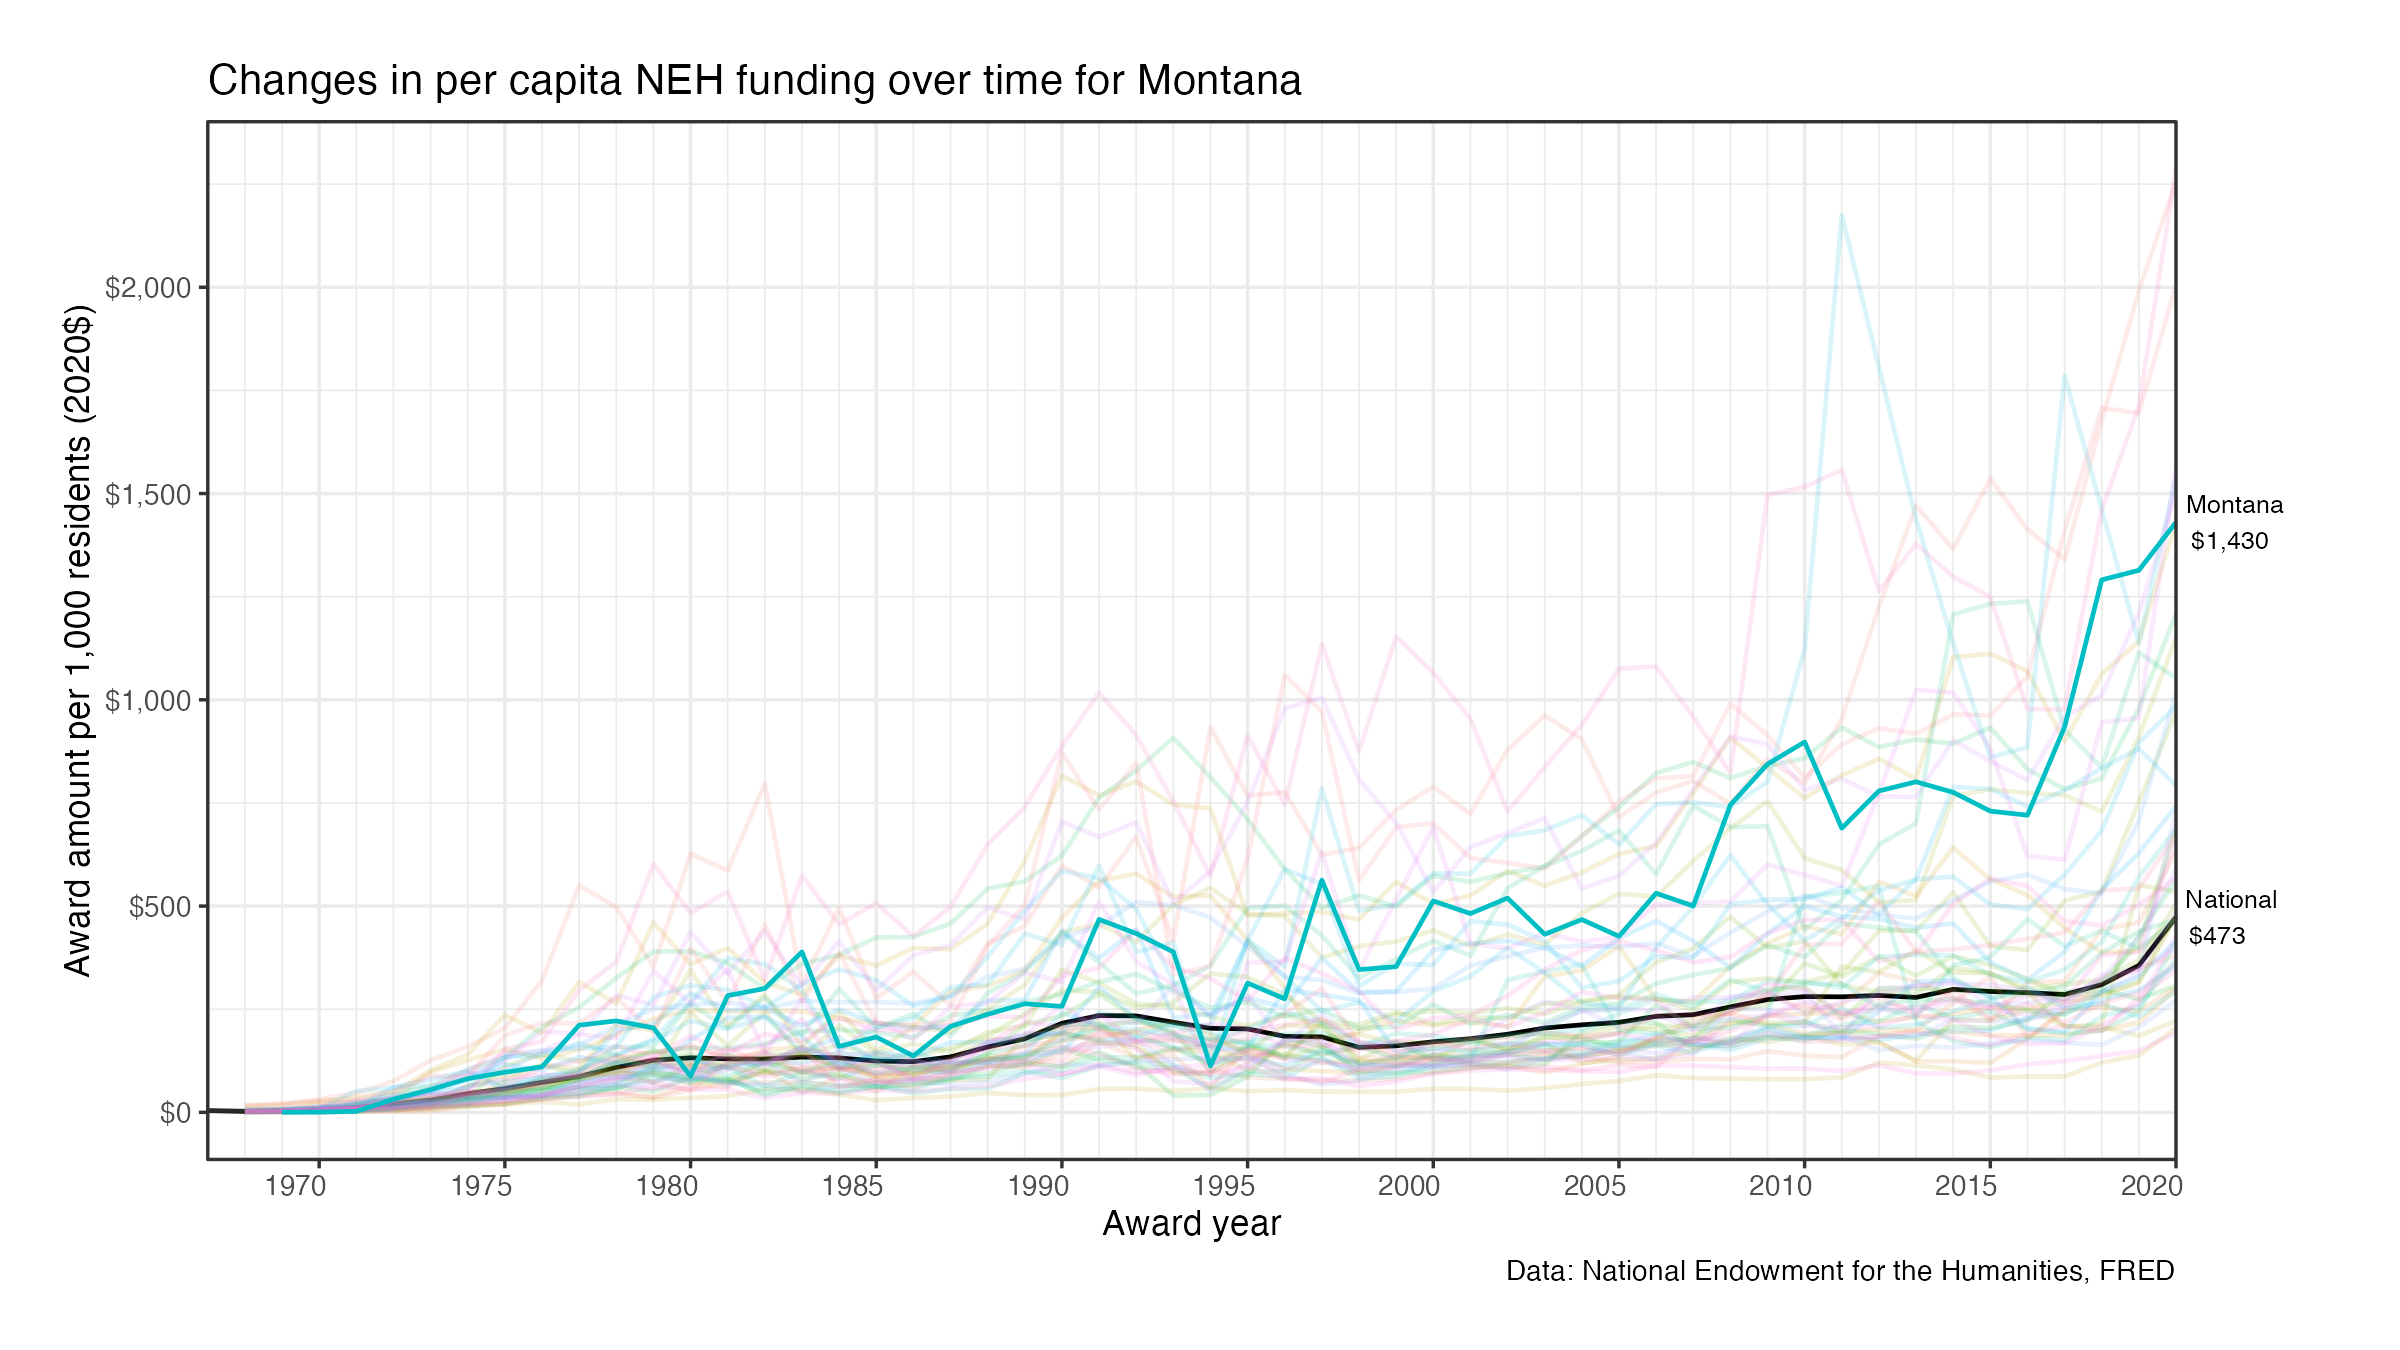 Changes in per capita NEH funding over time for Montana
Award amount per 1,000 residents (2020$)
$2,000
$1,500
$1,000
$500
$0
Montana
$1,430
National
$473
1970 1975 1980 1985 1990 1995 2000 2005 2010 2015 2020
Award year
Data: National Endowment for the Humanities, FRED